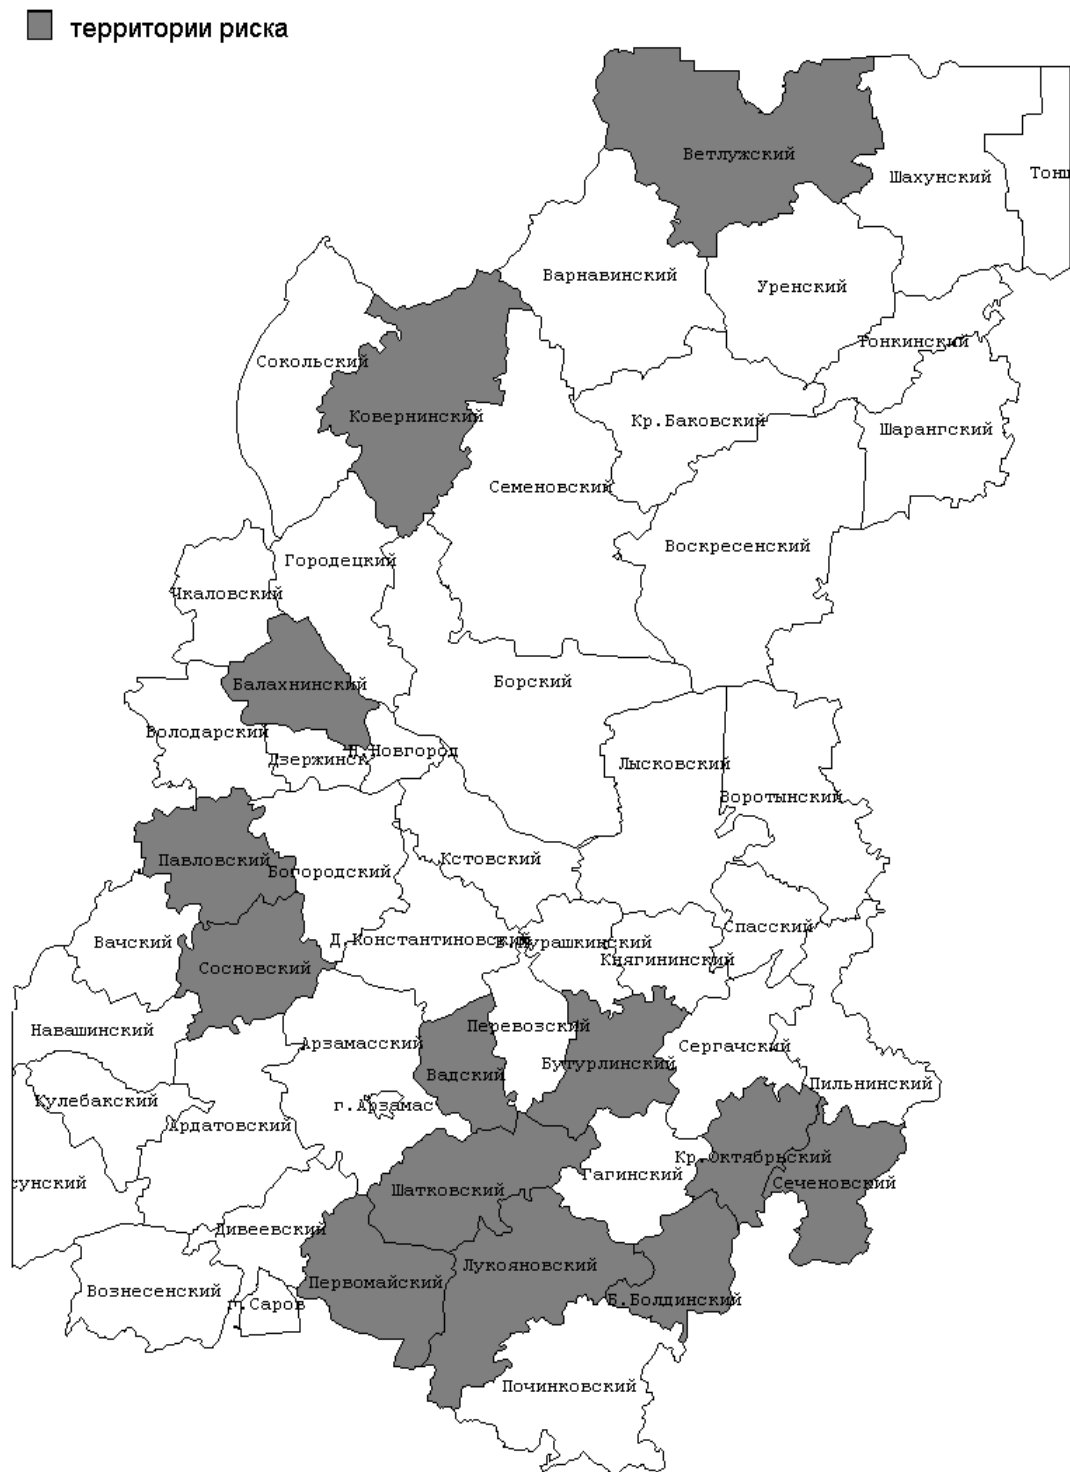 территории риска
Ветлужский
Шахунский
Тонш
Варнавинский
Уренский
Тонкинский
Сокольский
Ковернинский
Кр.Баковский
Шарангский
Семеновский
Воскресенский
Городецкий
Чкаловский
Балахнинский
Борский
Володарский
Н.Новгород
Дзержинск
Лысковский
Воротынский
Павловский
Богородский
Кстовский
Вачский
Д.Константиновский
Б.Мурашкинский
Спасский
Княгининский
Сосновский
Навашинский
Арзамасский
Перевозский
Бутурлинский
Сергачский
Вадский
Пильнинский
Кулебакский
г.Арзамас
Ардатовский
Кр.Октябрьский
Гагинский
сунский
Шатковский
Сеченовский
Дивеевский
Лукояновский
Первомайский
Вознесенский
г.Саров
Б.Болдинский
Починковский